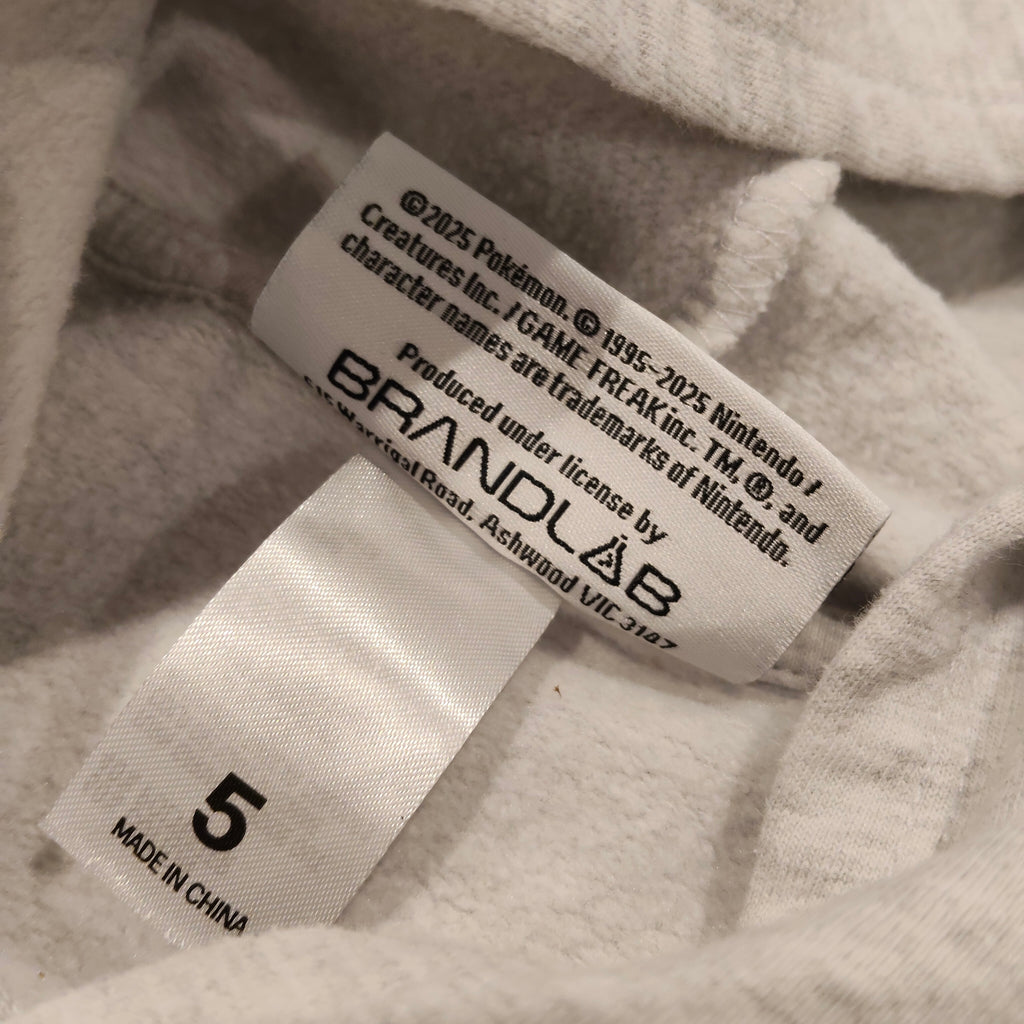 ©2025 Pokémon. © 1995–2025 Nintendo /
Creatures Inc. / GAME FREAK inc. TM, ®, and
character names are trademarks of Nintendo.
Produced under license by
BRANDLAB
Warrigal Road, Ashwood VIC 3147
5
MADE IN CHINA